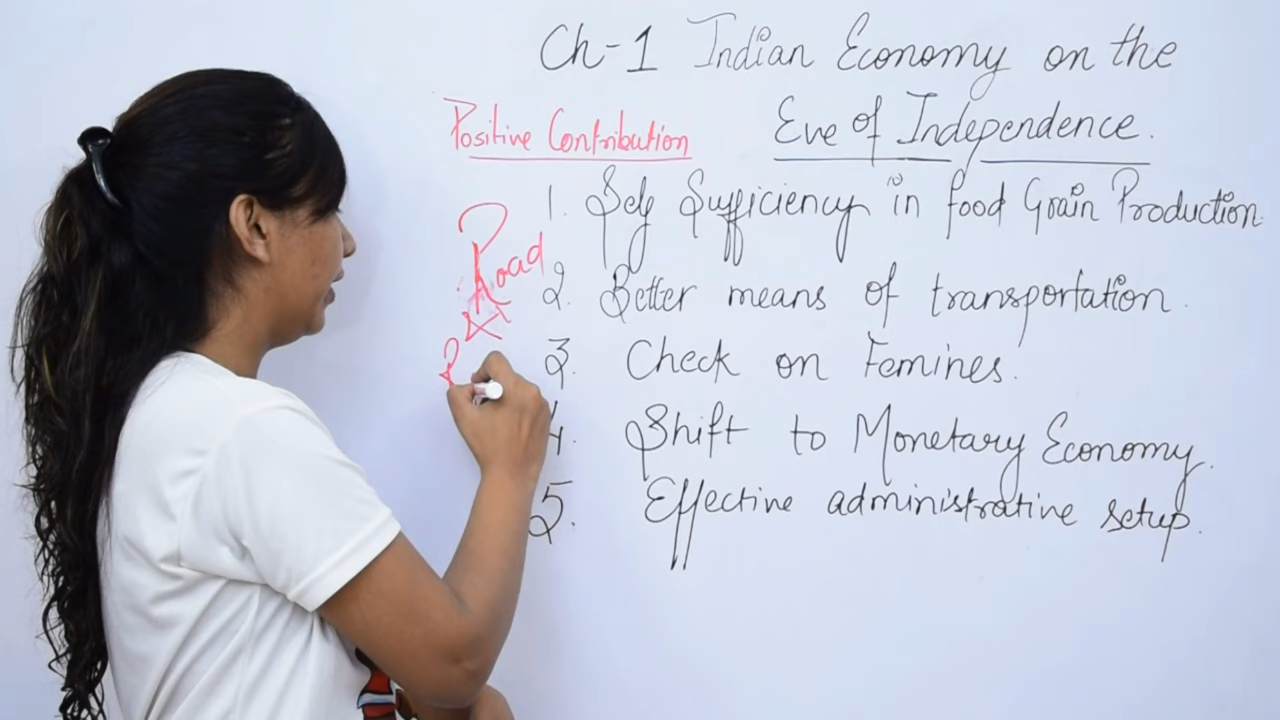 Ch-1 Indian Economy on the
Eve of Independence.
Positive Contribution
1. Self Sufficiency in food Grain Production.
Road
2. Better means of transportation.
&
R
3. Check on Femines.
4. Shift to Monetary Economy.
5. Effective administrative setup.